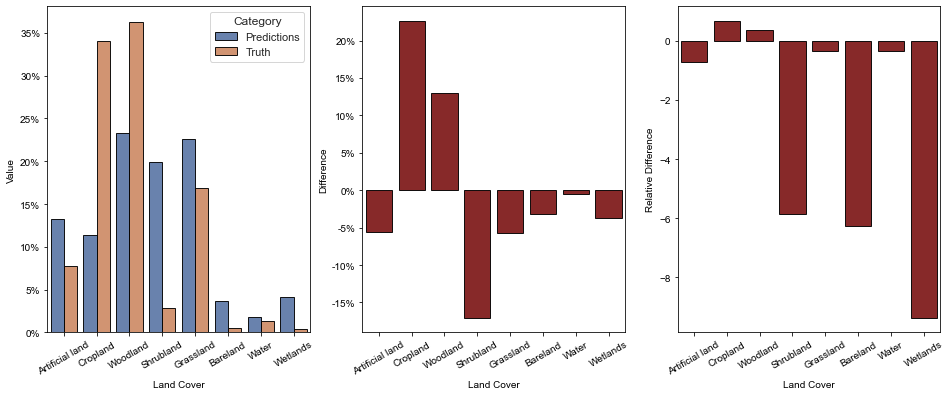 Value
35%
30%
25%
20%
15%
10%
5%
0%
Category
Predictions
Truth
Artificial land
Cropland
Woodland
Shrubland
Grassland
Bareland
Water
Wetlands
Land Cover
Difference
20%
15%
10%
5%
0%
-5%
-10%
-15%
Artificial land
Cropland
Woodland
Shrubland
Grassland
Bareland
Water
Wetlands
Land Cover
Relative Difference
0
−2
−4
−6
−8
Artificial land
Cropland
Woodland
Shrubland
Grassland
Bareland
Water
Wetlands
Land Cover